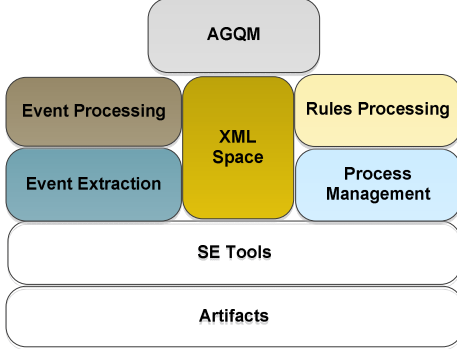 AGQM
Event Processing
XML
Space
Rules Processing
Event Extraction
Process
Management
SE Tools
Artifacts